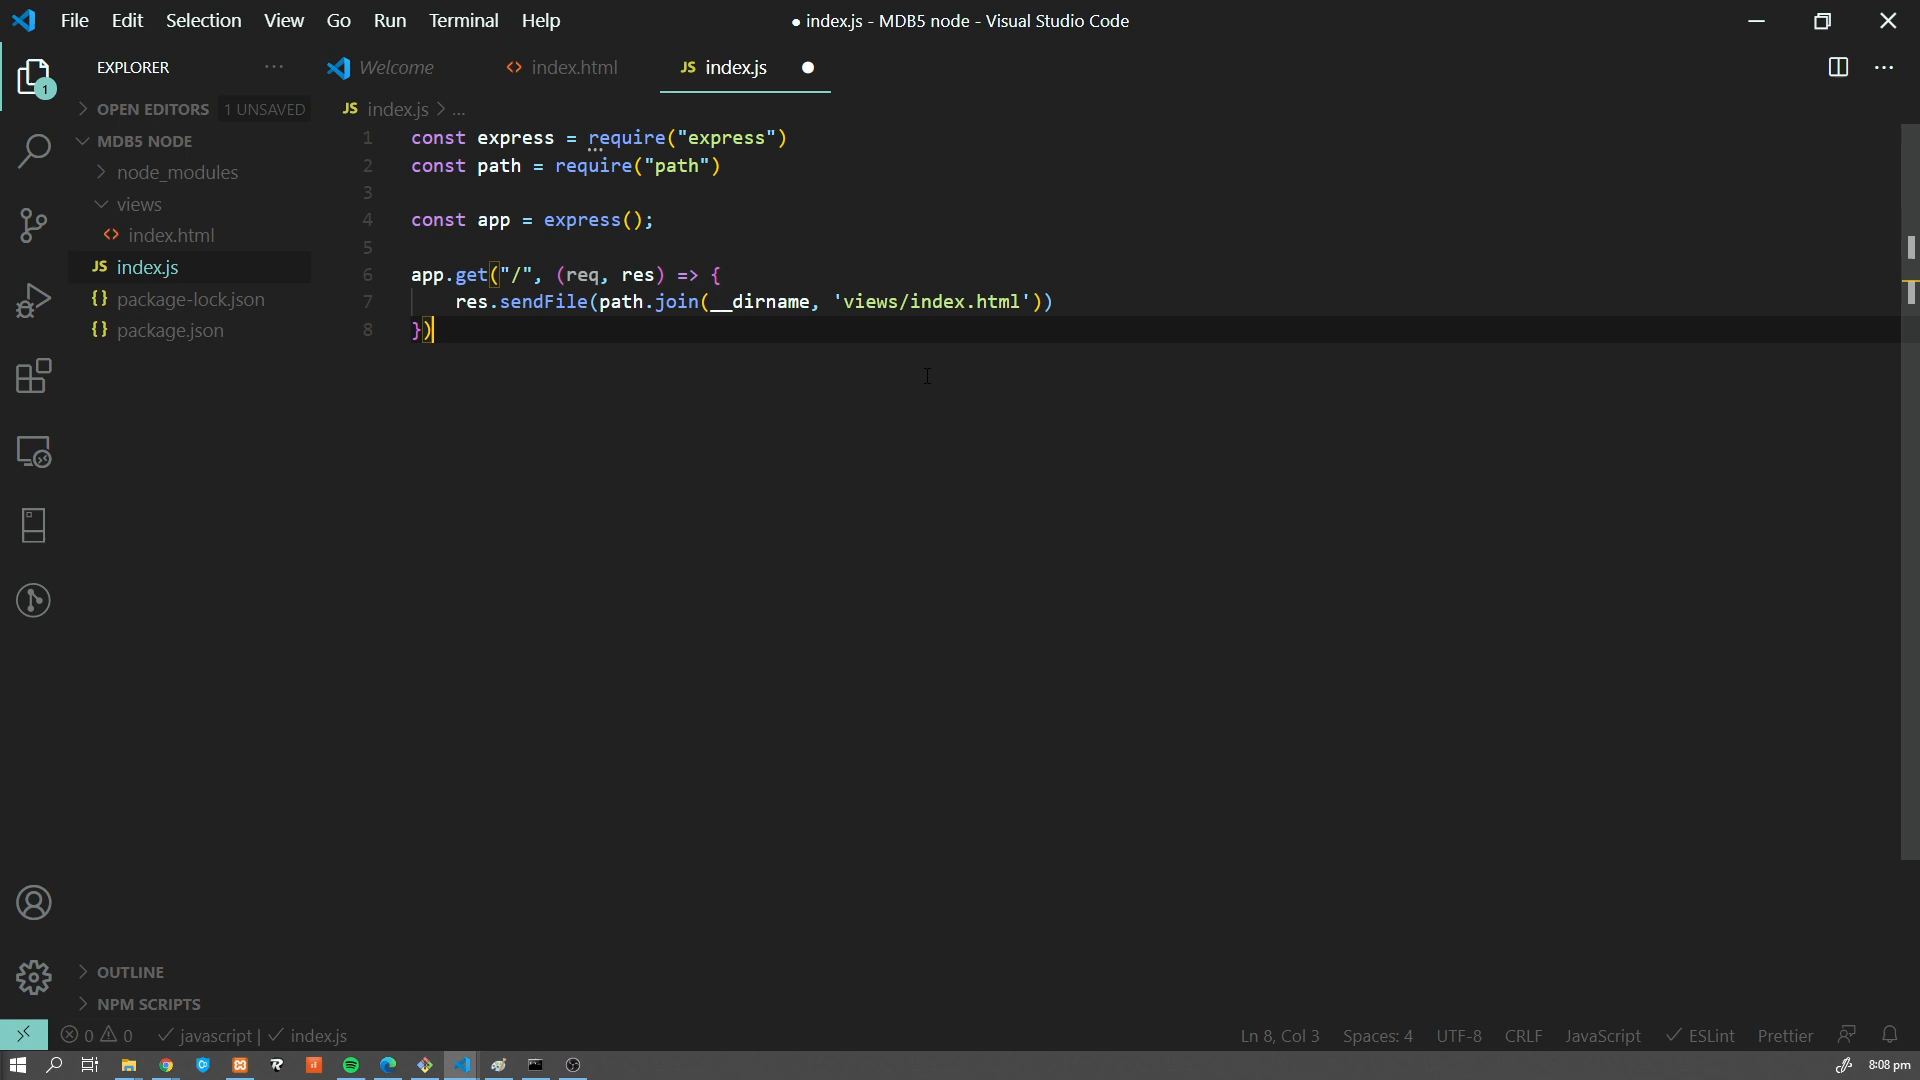 File Edit Selection View Go Run Terminal Help
● index.js - MDB5 node - Visual Studio Code
EXPLORER ...
Welcome
<> index.html
JS index.js ●
1
> OPEN EDITORS 1 UNSAVED
MDB5 NODE
> node_modules
views
<> index.html
JS index.js
{} package-lock.json
{} package.json
JS index.js > ...
1 const express = require("express")
2 const path = require("path")
3
4 const app = express();
5
6 app.get("/", (req, res) => {
7 res.sendFile(path.join(__dirname, 'views/index.html'))
8 })
> OUTLINE
> NPM SCRIPTS
0 0 ✓ javascript | ✓ index.js
Ln 8, Col 3 Spaces: 4 UTF-8 CRLF JavaScript ✓ ESLint Prettier
8:08 pm